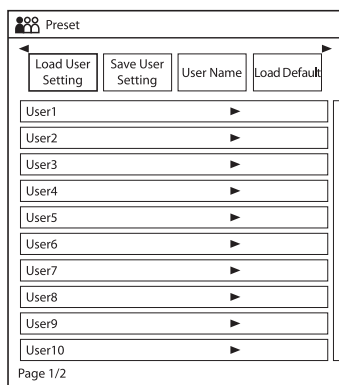 Preset
Load User Setting
Save User Setting
User Name
Load Default
User1
User2
User3
User4
User5
User6
User7
User8
User9
User10
Page 1/2